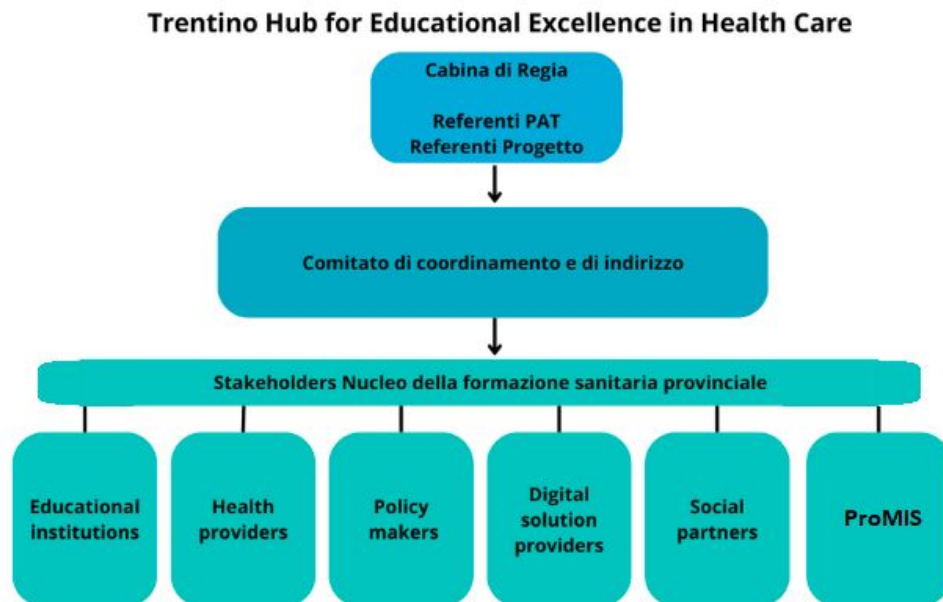 Trentino Hub for Educational Excellence in Health Care
Cabina di Regia
Referenti PAT
Referenti Progetto
Comitato di coordinamento e di indirizzo
Stakeholders Nucleo della formazione sanitaria provinciale
Educational
institutions
Health
providers
Policy
makers
Digital
solution
providers
Social
partners
ProMIS